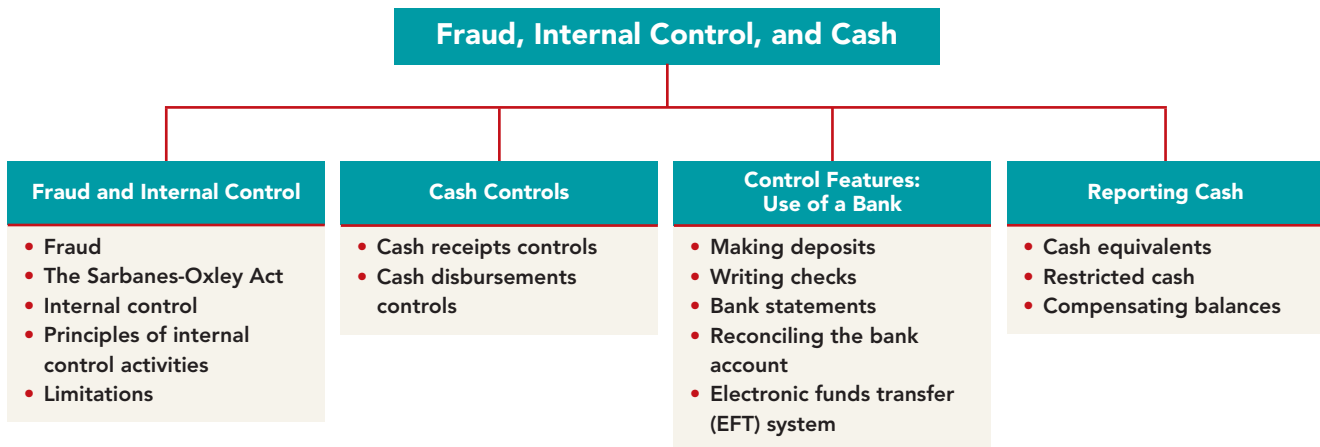 Fraud, Internal Control, and Cash
Fraud and Internal Control
• Fraud
• The Sarbanes-Oxley Act
• Internal control
• Principles of internal
control activities
• Limitations
Cash Controls
• Cash receipts controls
• Cash disbursements
controls
Control Features:
Use of a Bank
• Making deposits
• Writing checks
• Bank statements
• Reconciling the bank
account
• Electronic funds transfer
(EFT) system
Reporting Cash
• Cash equivalents
• Restricted cash
• Compensating balances